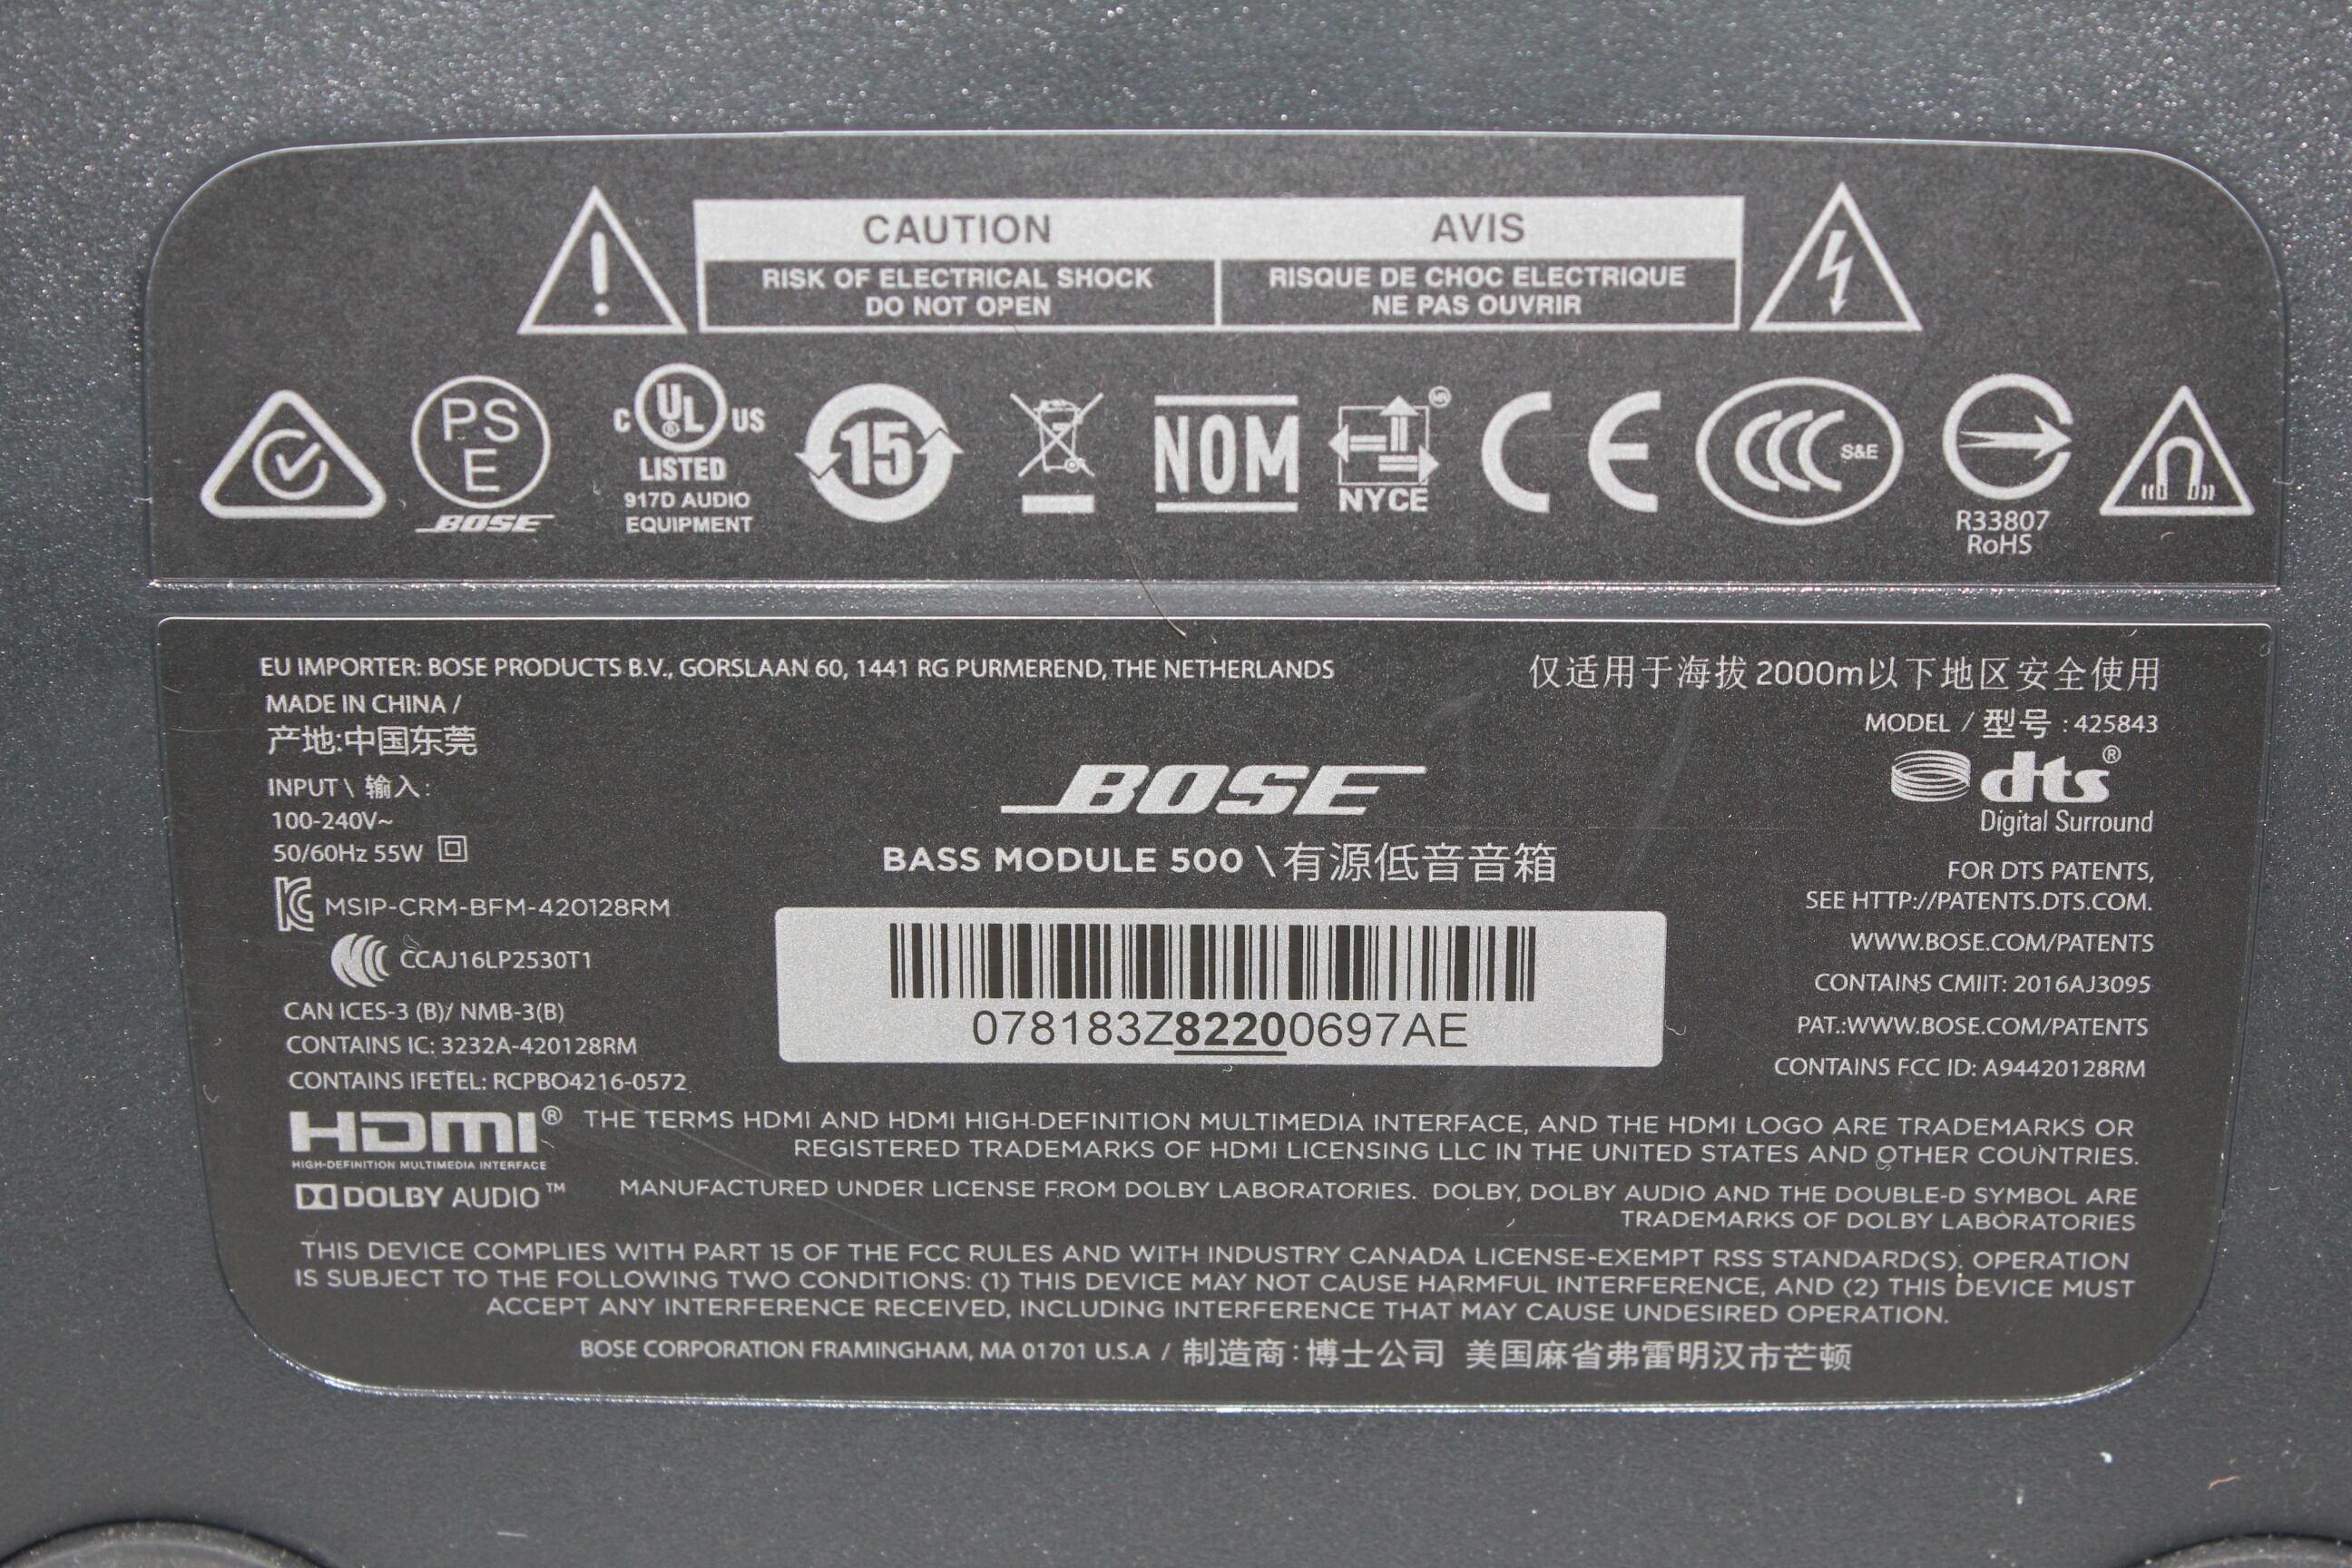 CAUTION AVIS
RISK OF ELECTRICAL SHOCK RISQUE DE CHOC ELECTRIQUE
DO NOT OPEN NE PAS OUVRIR
PS
E
BOSE
C UL® US
LISTED
917D AUDIO
EQUIPMENT
15
NOM
NYCE
CE
CCC S&E
R33807
RoHS
EU IMPORTER: BOSE PRODUCTS B.V., GORSLAAN 60, 1441 RG PURMEREND, THE NETHERLANDS
仅适用于海拔2000m以下地区安全使用
MADE IN CHINA /
产地:中国东莞
MODEL / 型号 : 425843
INPUT \ 输入:
100-240V~
50/60Hz 55W
dts®
Digital Surround
BOSE
BASS MODULE 500 \ 有源低音音箱
MSIP-CRM-BFM-420128RM
CCAJ16LP2530T1
CAN ICES-3 (B)/ NMB-3(B)
CONTAINS IC: 3232A-420128RM
CONTAINS IFETEL: RCPBO4216-0572
078183Z82200697AE
FOR DTS PATENTS,
SEE HTTP://PATENTS.DTS.COM.
WWW.BOSE.COM/PATENTS
CONTAINS CMIIT: 2016AJ3095
PAT.:WWW.BOSE.COM/PATENTS
CONTAINS FCC ID: A94420128RM
HDMI®
HIGH-DEFINITION MULTIMEDIA INTERFACE
THE TERMS HDMI AND HDMI HIGH-DEFINITION MULTIMEDIA INTERFACE, AND THE HDMI LOGO ARE TRADEMARKS OR
REGISTERED TRADEMARKS OF HDMI LICENSING LLC IN THE UNITED STATES AND OTHER COUNTRIES.
DOLBY AUDIO™
MANUFACTURED UNDER LICENSE FROM DOLBY LABORATORIES. DOLBY, DOLBY AUDIO AND THE DOUBLE-D SYMBOL ARE
TRADEMARKS OF DOLBY LABORATORIES
THIS DEVICE COMPLIES WITH PART 15 OF THE FCC RULES AND WITH INDUSTRY CANADA LICENSE-EXEMPT RSS STANDARD(S). OPERATION
IS SUBJECT TO THE FOLLOWING TWO CONDITIONS: (1) THIS DEVICE MAY NOT CAUSE HARMFUL INTERFERENCE, AND (2) THIS DEVICE MUST
ACCEPT ANY INTERFERENCE RECEIVED, INCLUDING INTERFERENCE THAT MAY CAUSE UNDESIRED OPERATION.
BOSE CORPORATION FRAMINGHAM, MA 01701 U.S.A / 制造商:博士公司 美国麻省弗雷明汉市芒顿